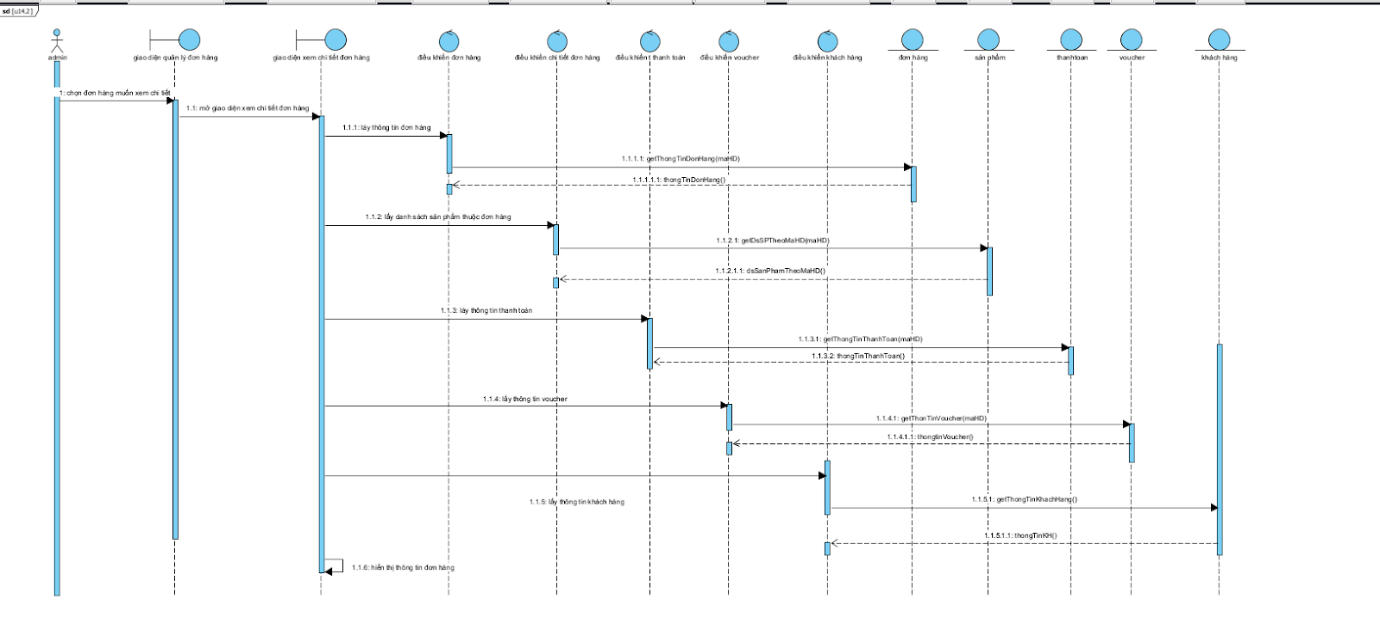 sd [u14.2]
admin
giao diện quản lý đơn hàng
giao diện xem chi tiết đơn hàng
điều khiển đơn hàng
điều khiển chi tiết đơn hàng
điều khiển t thanh toán
điều khiển voucher
điều khiển khách hàng
đơn hàng
sản phẩm
thanhtoan
voucher
khách hàng
1: chọn đơn hàng muốn xem chi tiết
1.1: mở giao diện xem chi tiết đơn hàng
1.1.1: lấy thông tin đơn hàng
1.1.1.1: getThongTinDonHang(maHD)
1.1.1.1.1: thongTinDonHang()
1.1.2: lấy danh sách sản phẩm thuộc đơn hàng
1.1.2.1: getDsSPTheoMaHD(maHD)
1.1.2.1.1: dsSanPhamTheoMaHD()
1.1.3: lấy thông tin thanh toán
1.1.3.1: getThongTinThanhToan(maHD)
1.1.3.2: thongTinThanhToan()
1.1.4: lấy thông tin voucher
1.1.4.1: getThonTinVoucher(maHD)
1.1.4.1.1: thongtinVoucher()
1.1.5: lấy thông tin khách hàng
1.1.5.1: getThongTinKhachHang()
1.1.5.1.1: thongTinKH()
1.1.6: hiển thị thông tin đơn hàng